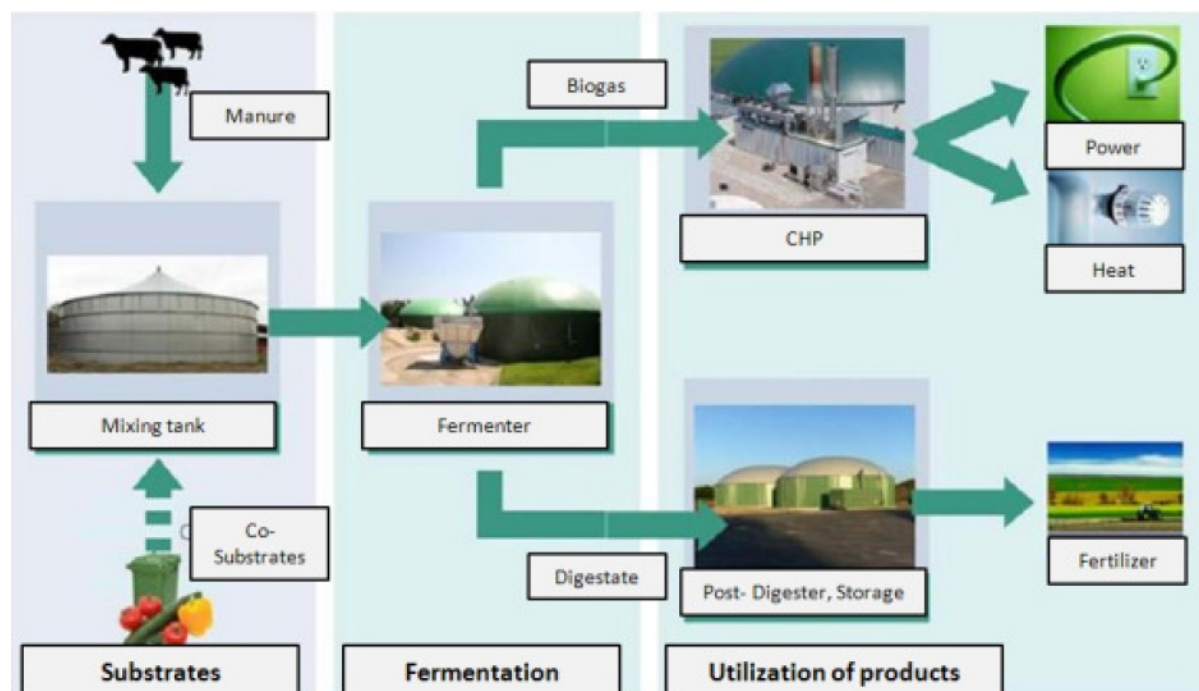 Manure
Mixing tank
Co-
Substrates
Substrates
Biogas
Fermenter
Digestate
Fermentation
CHP
Power
Heat
Post- Digester, Storage
Fertilizer
Utilization of products